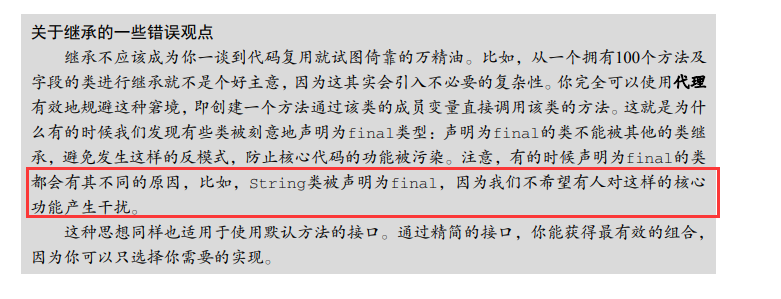 关于继承的一些错误观点
继承不应该成为你一谈到代码复用就试图倚靠的万精油。比如，从一个拥有100个方法及
字段的类进行继承就不是个好主意，因为这其实会引入不必要的复杂性。你完全可以使用代理
有效地规避这种窘境，即创建一个方法通过该类的成员变量直接调用该类的方法。这就是为什
么有的时候我们发现有些类被刻意地声明为final类型：声明为final的类不能被其他的类继
承，避免发生这样的反模式，防止核心代码的功能被污染。注意，有的时候声明为final的类
都会有其不同的原因，比如，String类被声明为final，因为我们不希望有人对这样的核心
功能产生干扰。
这种思想同样也适用于使用默认方法的接口。通过精简的接口，你能获得最有效的组合，
因为你可以只选择你需要的实现。